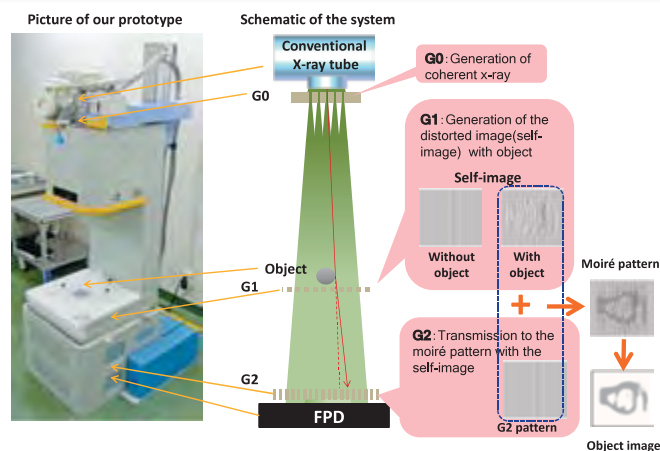 Picture of our prototype
Schematic of the system
Conventional
X-ray tube
G0
G0：Generation of
coherent x-ray
G1：Generation of the
distorted image(self-
image) with object
Self-image
Without
object
With
object
Object
G1
Moiré pattern
G2：Transmission to the
moiré pattern with the
self-image
G2
FPD
G2 pattern
Object image